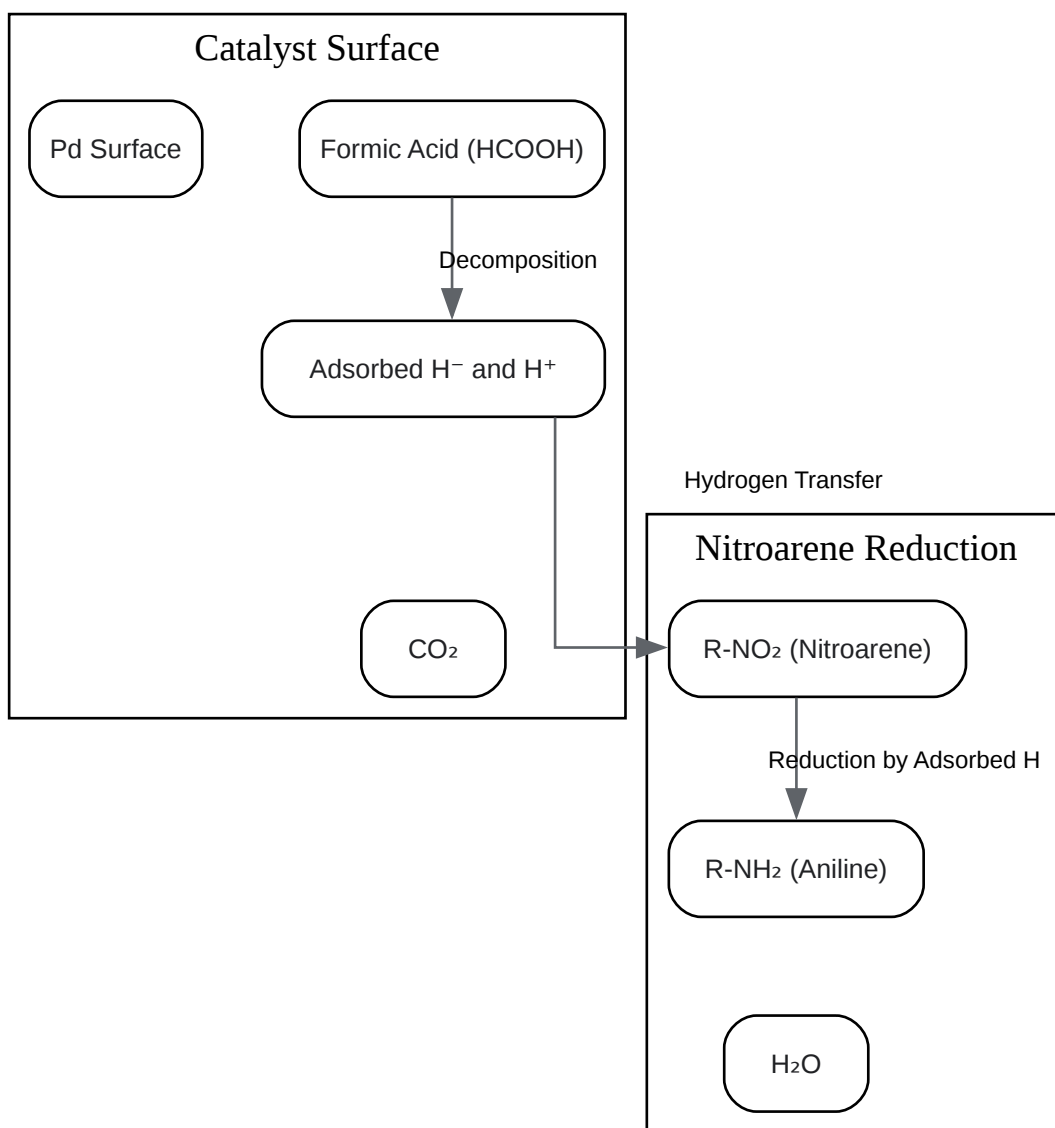 Catalyst Surface
Pd Surface
Formic Acid (HCOOH)
Decomposition
Adsorbed H⁻ and H⁺
Hydrogen Transfer
Nitroarene Reduction
CO₂
R-NO₂ (Nitroarene)
Reduction by Adsorbed H
R-NH₂ (Aniline)
H₂O